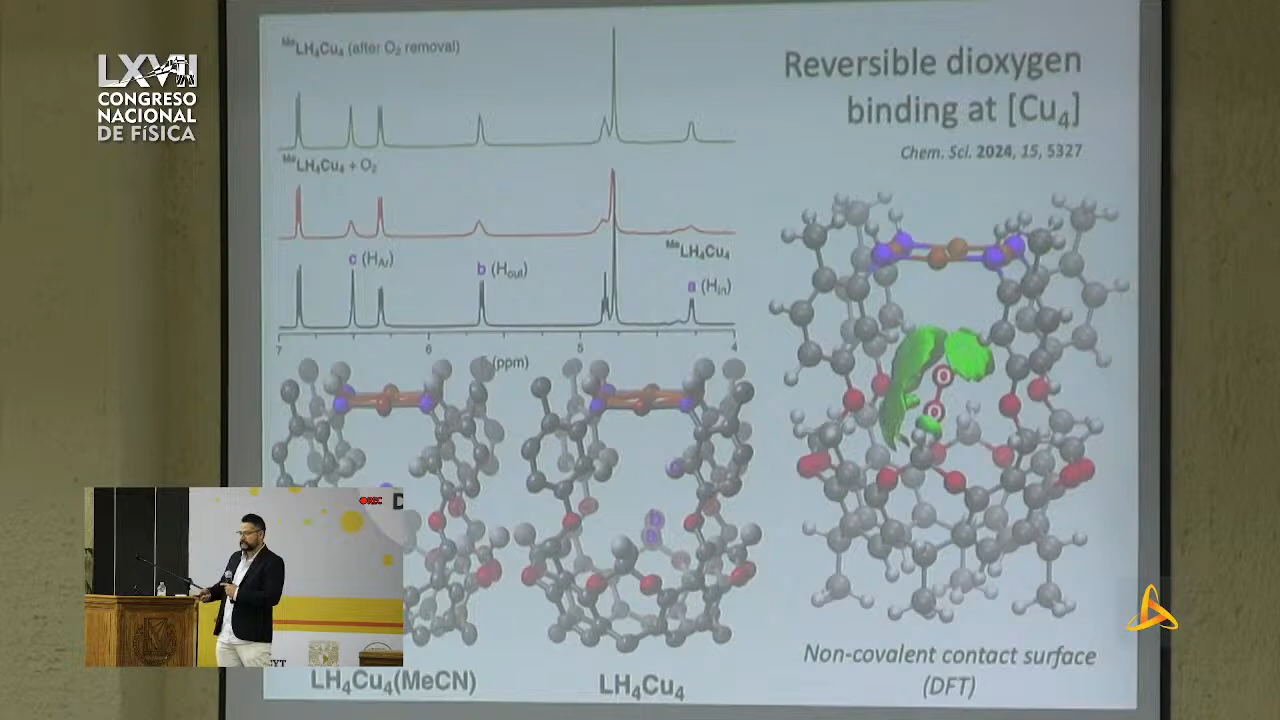 LXVII
CONGRESO
NACIONAL
DE FÍSICA
MeLH4Cu4 (after O2 removal)
MeLH4Cu4 + O2
MeLH4Cu4
c (HAr)
b (Hout)
a (Hin)
7
6
5
4
(ppm)
Reversible dioxygen
binding at [Cu4]
Chem. Sci. 2024, 15, 5327
O
O
REC
D
LH4Cu4(MeCN)
LH4Cu4
Non-covalent contact surface
(DFT)